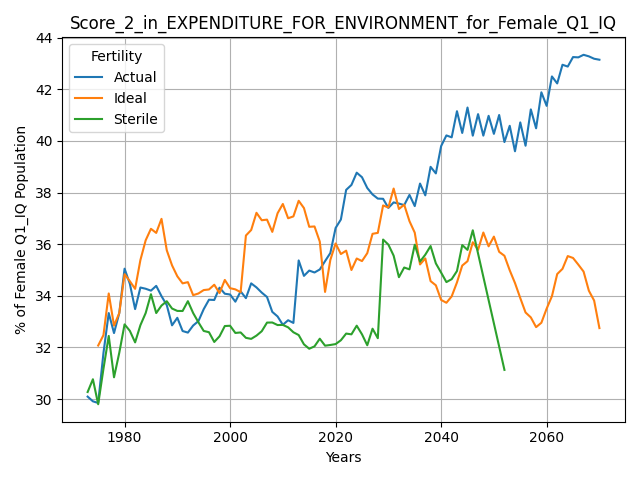 Score_2_in_EXPENDITURE_FOR_ENVIRONMENT_for_Female_Q1_IQ
Fertility
Actual
Ideal
Sterile
% of Female Q1_IQ Population
44
42
40
38
36
34
32
30
1980
2000
2020
2040
2060
Years